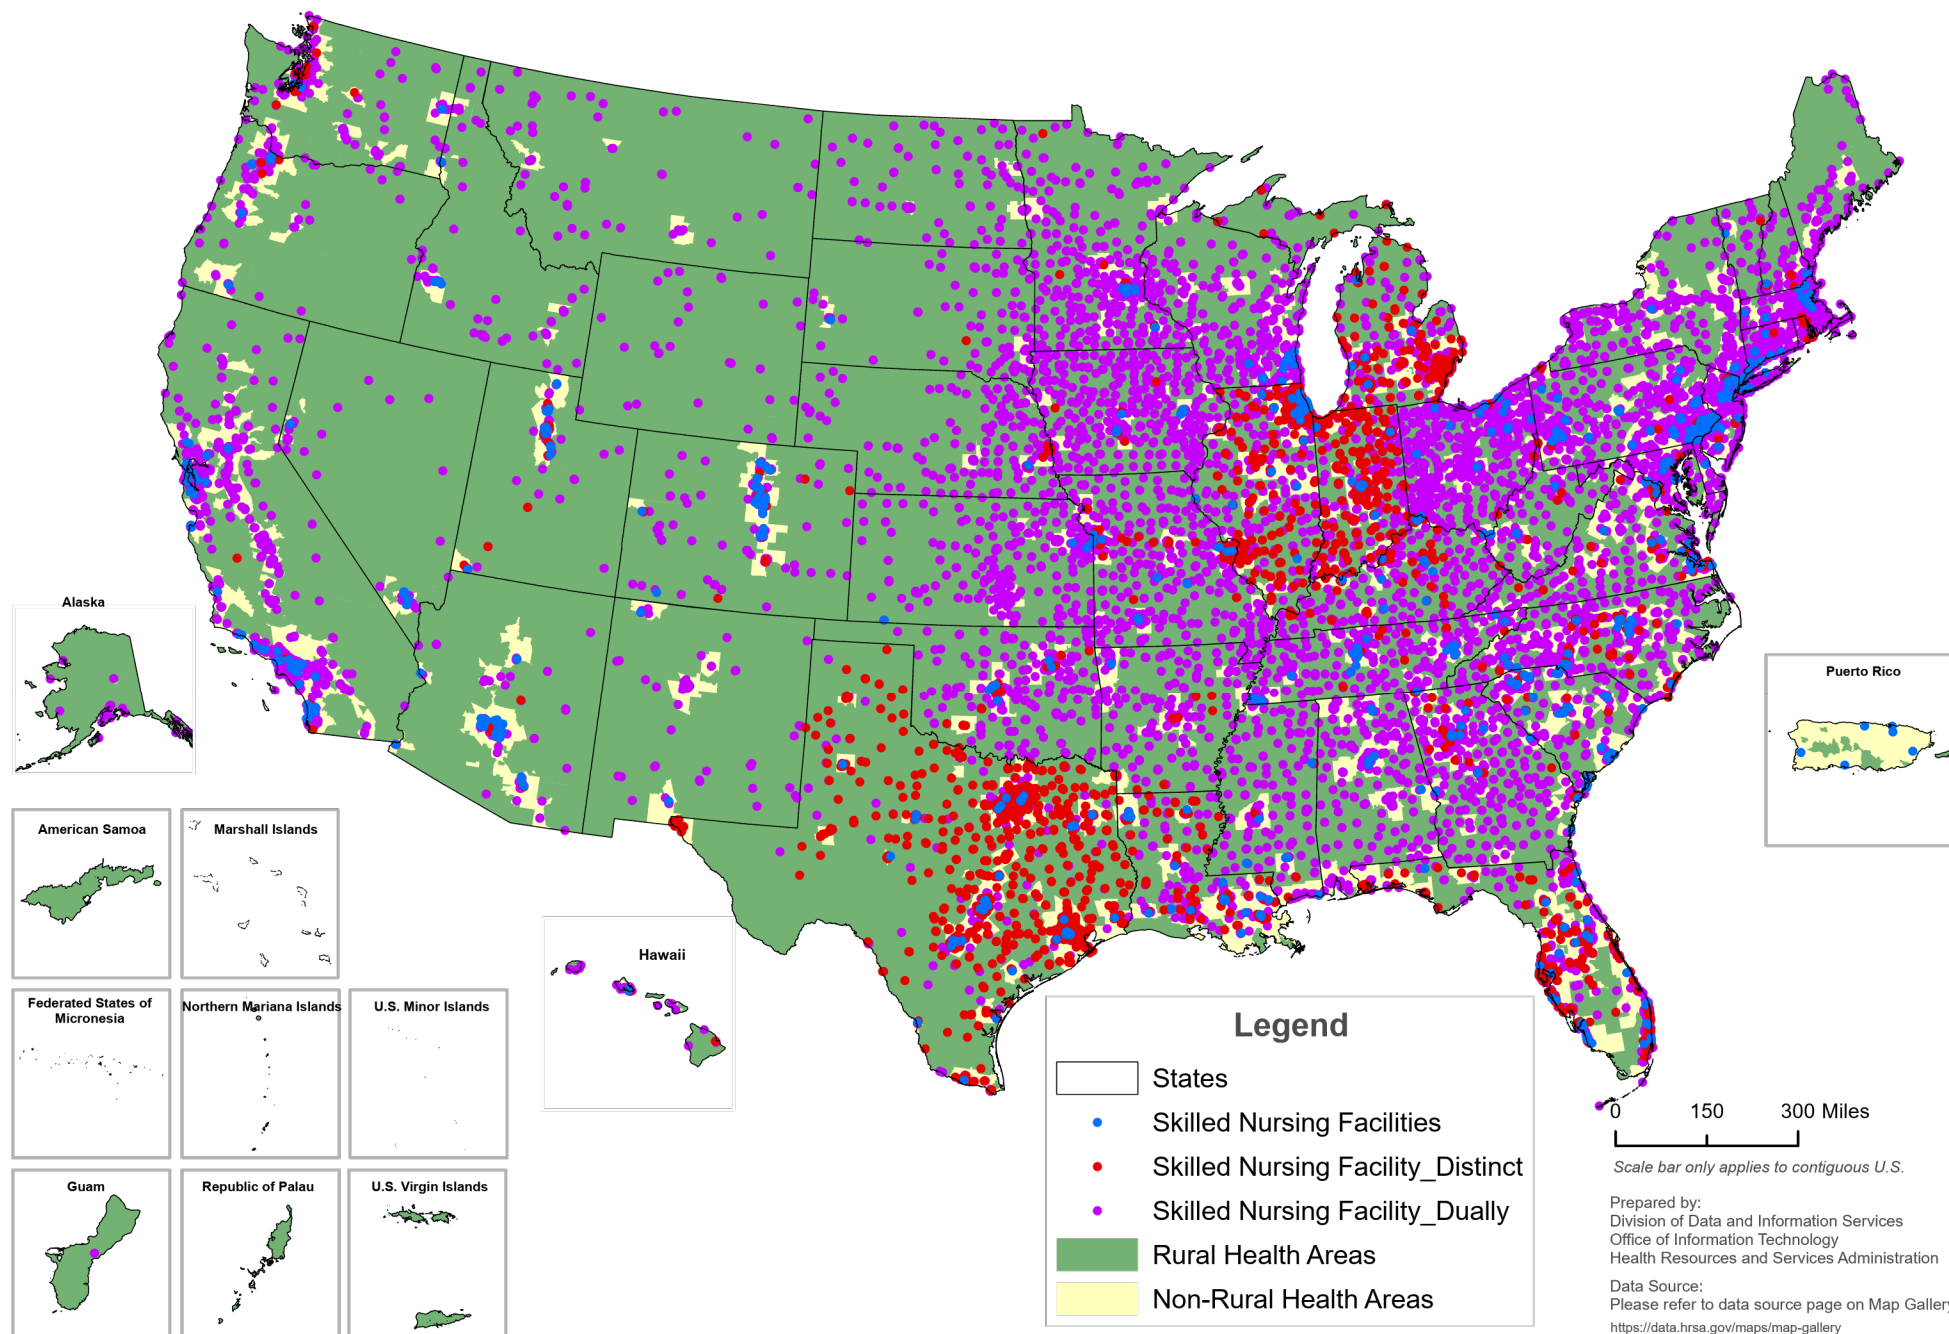 Alaska
Puerto Rico
American Samoa
Marshall Islands
Hawaii
Federated States of
Micronesia
Northern Mariana Islands
U.S. Minor Islands
Guam
Republic of Palau
U.S. Virgin Islands
Legend
States
Skilled Nursing Facilities
Skilled Nursing Facility_Distinct
Skilled Nursing Facility_Dually
Rural Health Areas
Non-Rural Health Areas
0 150 300 Miles
Scale bar only applies to contiguous U.S.
Prepared by:
Division of Data and Information Services
Office of Information Technology
Health Resources and Services Administration
Data Source:
Please refer to data source page on Map Gallery
https://data.hrsa.gov/maps/map-gallery